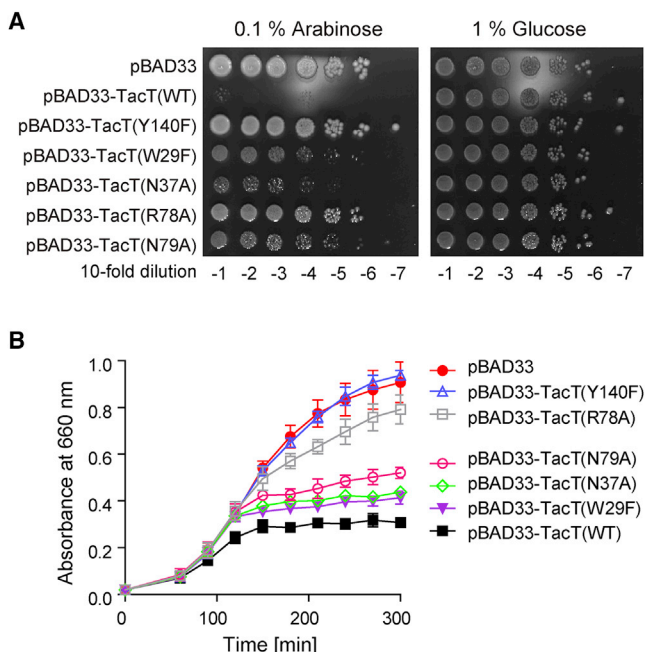 A
0.1 % Arabinose
1 % Glucose
pBAD33
pBAD33-TacT(WT)
pBAD33-TacT(Y140F)
pBAD33-TacT(W29F)
pBAD33-TacT(N37A)
pBAD33-TacT(R78A)
pBAD33-TacT(N79A)
10-fold dilution -1 -2 -3 -4 -5 -6 -7
-1 -2 -3 -4 -5 -6 -7
B
Absorbance at 660 nm
1.0
0.8
0.6
0.4
0.2
0.0
0 100 200 300
Time [min]
pBAD33
pBAD33-TacT(Y140F)
pBAD33-TacT(R78A)
pBAD33-TacT(N79A)
pBAD33-TacT(N37A)
pBAD33-TacT(W29F)
pBAD33-TacT(WT)